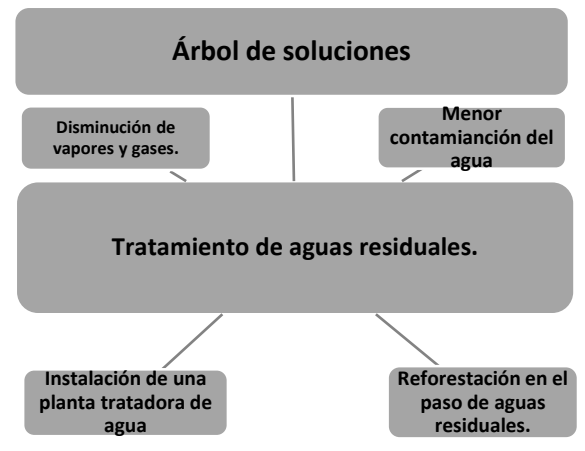 Árbol de soluciones
Disminución de
vapores y gases.
Menor
contamianción del
agua
Tratamiento de aguas residuales.
Instalación de una
planta tratadora de
agua
Reforestación en el
paso de aguas
residuales.